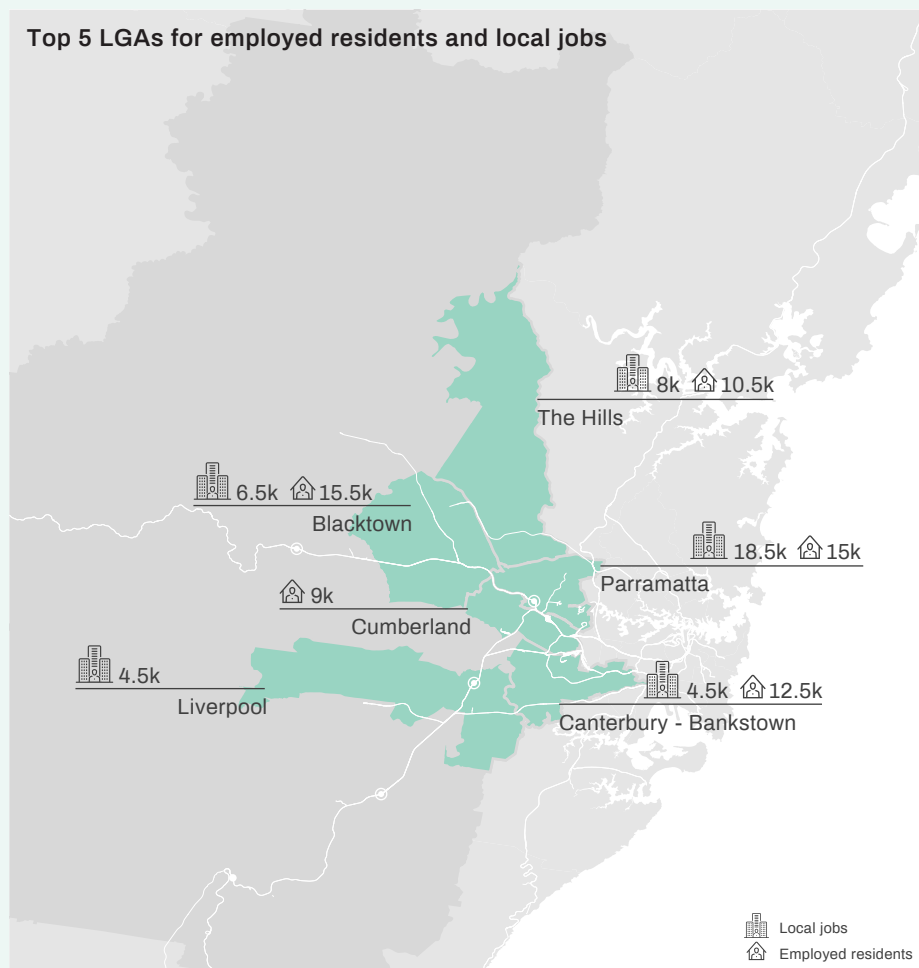 Top 5 LGAs for employed residents and local jobs
8k 10.5k
The Hills
6.5k 15.5k
Blacktown
18.5k 15k
Parramatta
9k
Cumberland
4.5k
Liverpool
4.5k 12.5k
Canterbury - Bankstown
Local jobs
Employed residents